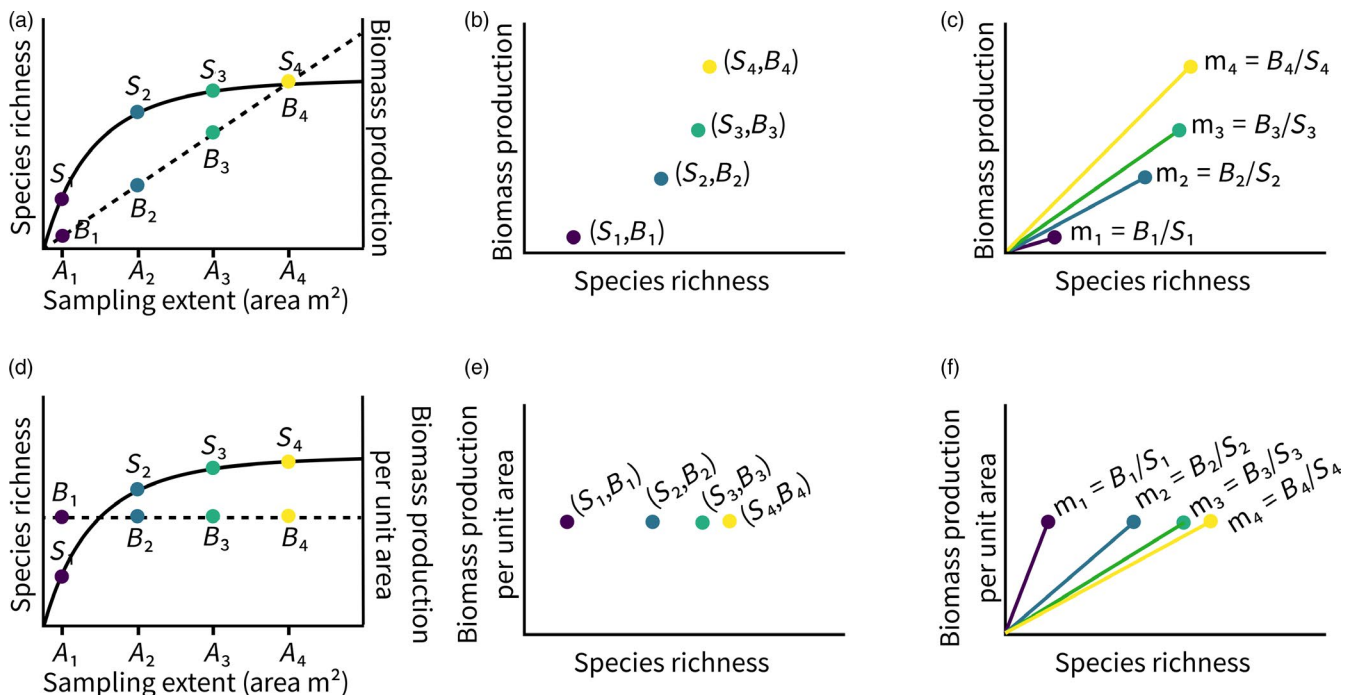 (a)
Species richness
S₁
S₂
S₃
S₄
B₁
B₂
B₃
B₄
Biomass production
A₁ A₂ A₃ A₄
Sampling extent (area m²)
(b)
Biomass production
(S₄,B₄)
(S₃,B₃)
(S₂,B₂)
(S₁,B₁)
Species richness
(c)
Biomass production
m₄ = B₄/S₄
m₃ = B₃/S₃
m₂ = B₂/S₂
m₁ = B₁/S₁
Species richness
(d)
Species richness
B₁
S₁
S₂
S₃
S₄
B₂
B₃
B₄
Biomass production
per unit area
A₁ A₂ A₃ A₄
Sampling extent (area m²)
(e)
Biomass production
per unit area
(S₁,B₁)
(S₂,B₂)
(S₃,B₃)
(S₄,B₄)
Species richness
(f)
Biomass production
per unit area
m₁ = B₁/S₁
m₂ = B₂/S₂
m₃ = B₃/S₃
m₄ = B₄/S₄
Species richness